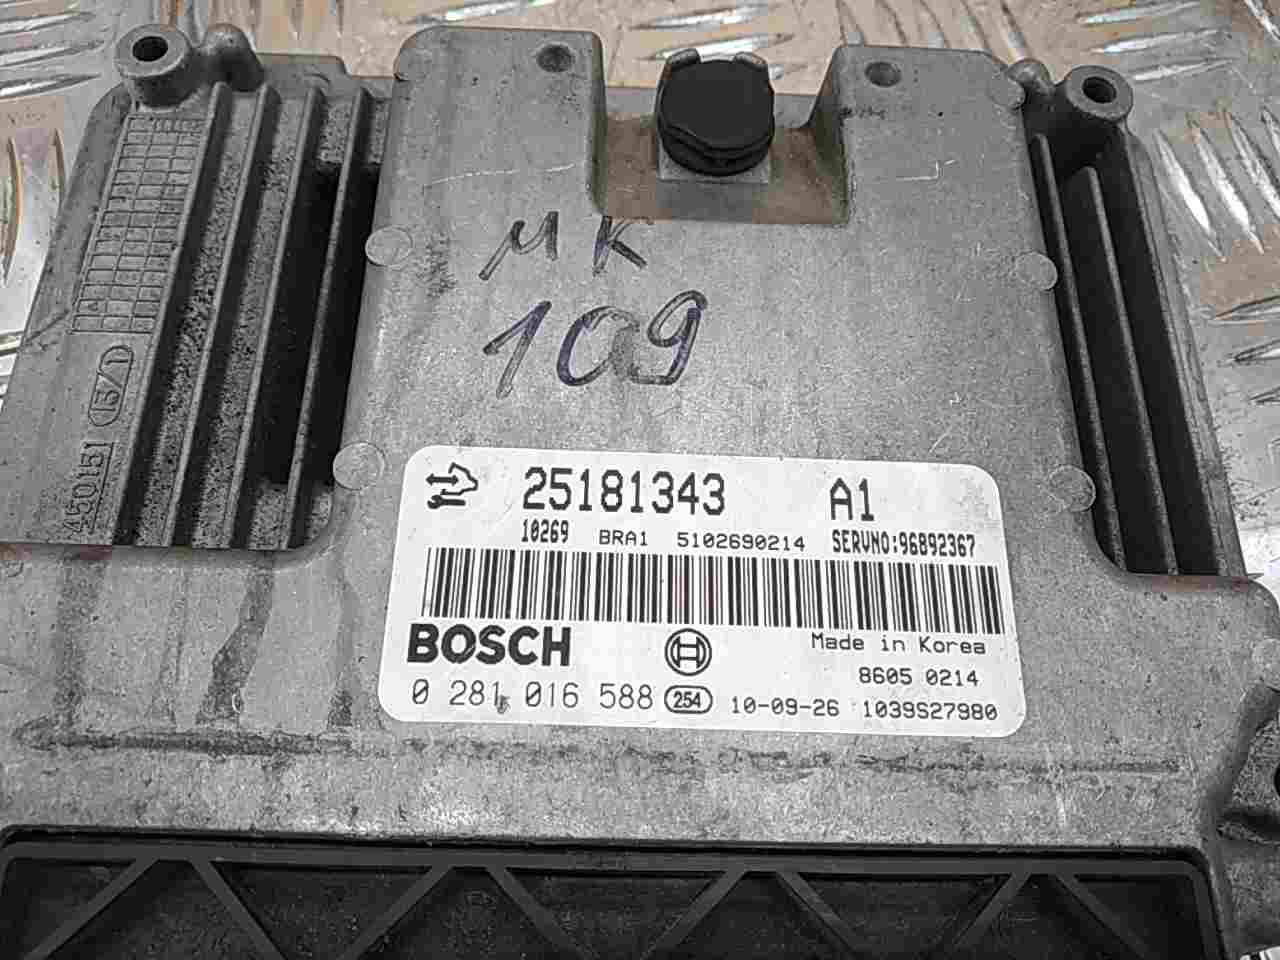 MK
109
25181343 A1
10269 BRA1 5102690214 SERVNO:96892367
BOSCH
Made in Korea
8605 0214
0 281 016 588 254 10-09-26 1039S27980